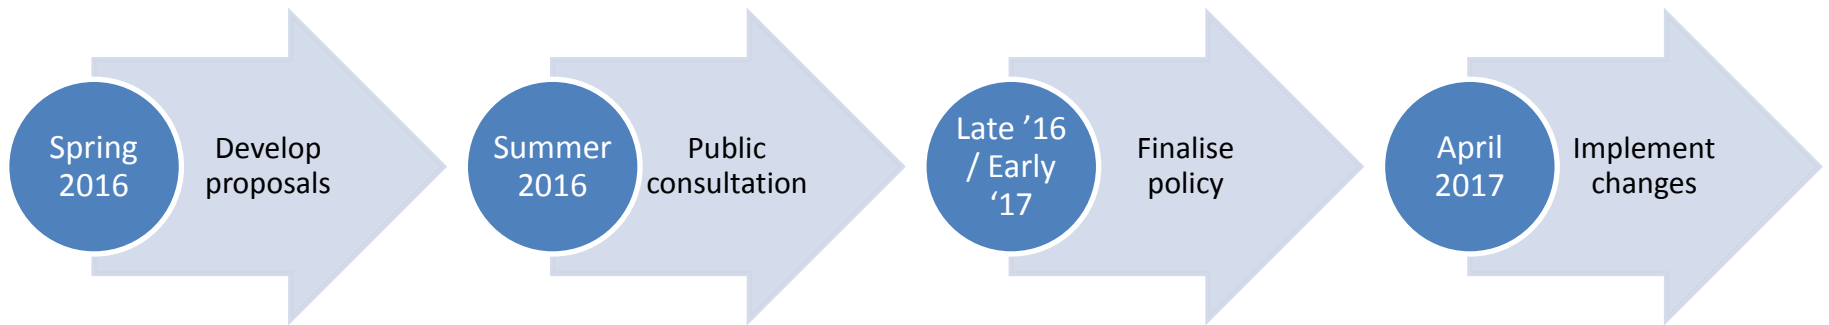 Spring
2016
Develop
proposals
Summer
2016
Public
consultation
Late ’16
/ Early
‘17
Finalise
policy
April
2017
Implement
changes